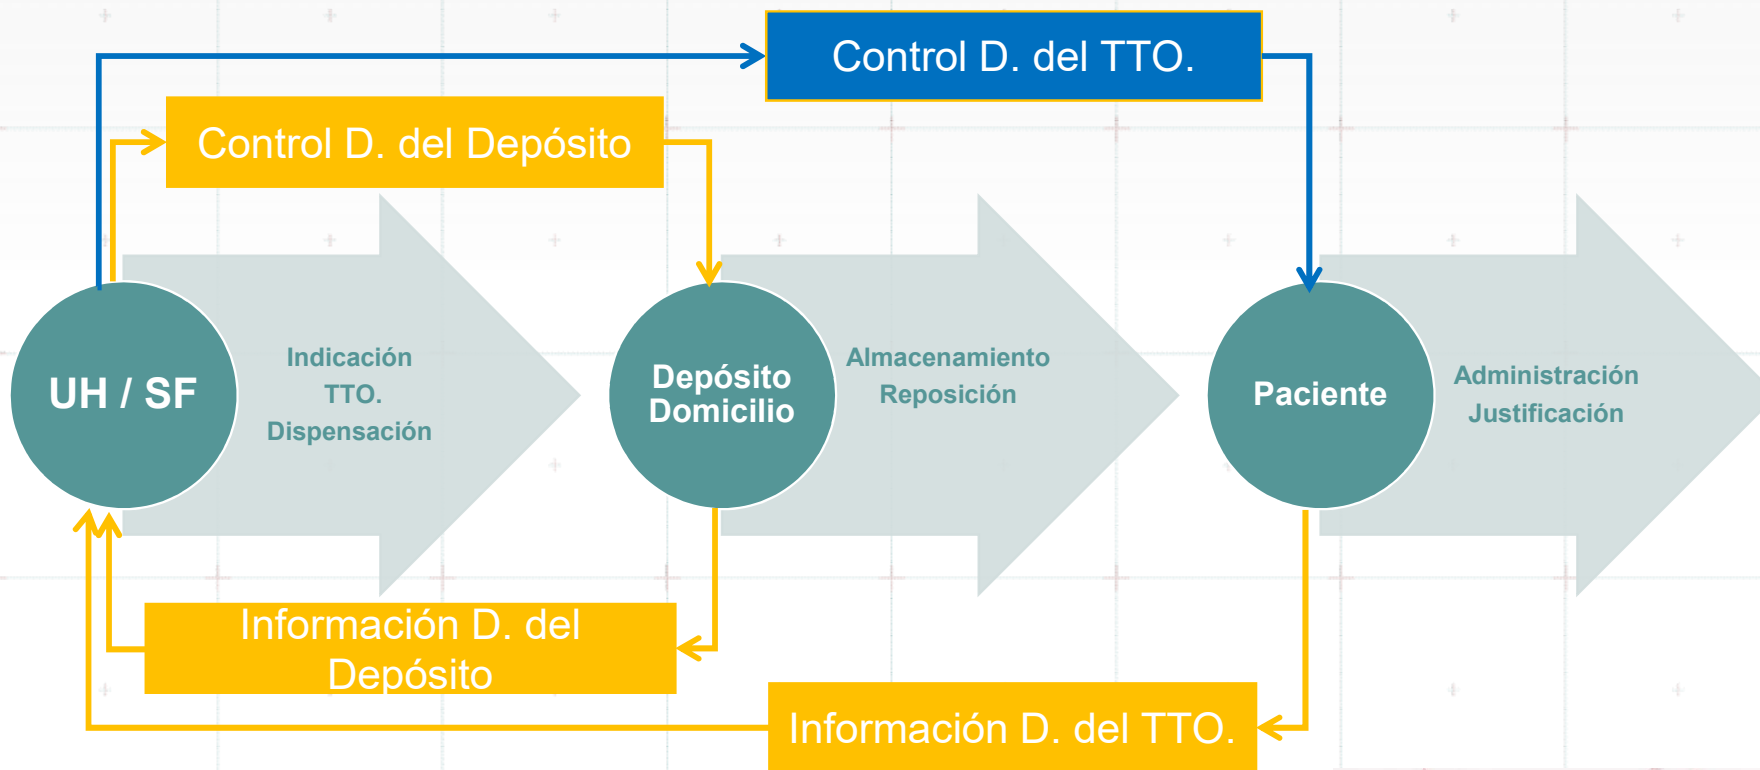 Control D. del TTO.
Control D. del Depósito
UH / SF
Indicación
TTO.
Dispensación
Depósito
Domicilio
Almacenamiento
Reposición
Paciente
Administración
Justificación
Información D. del
Depósito
Información D. del TTO.